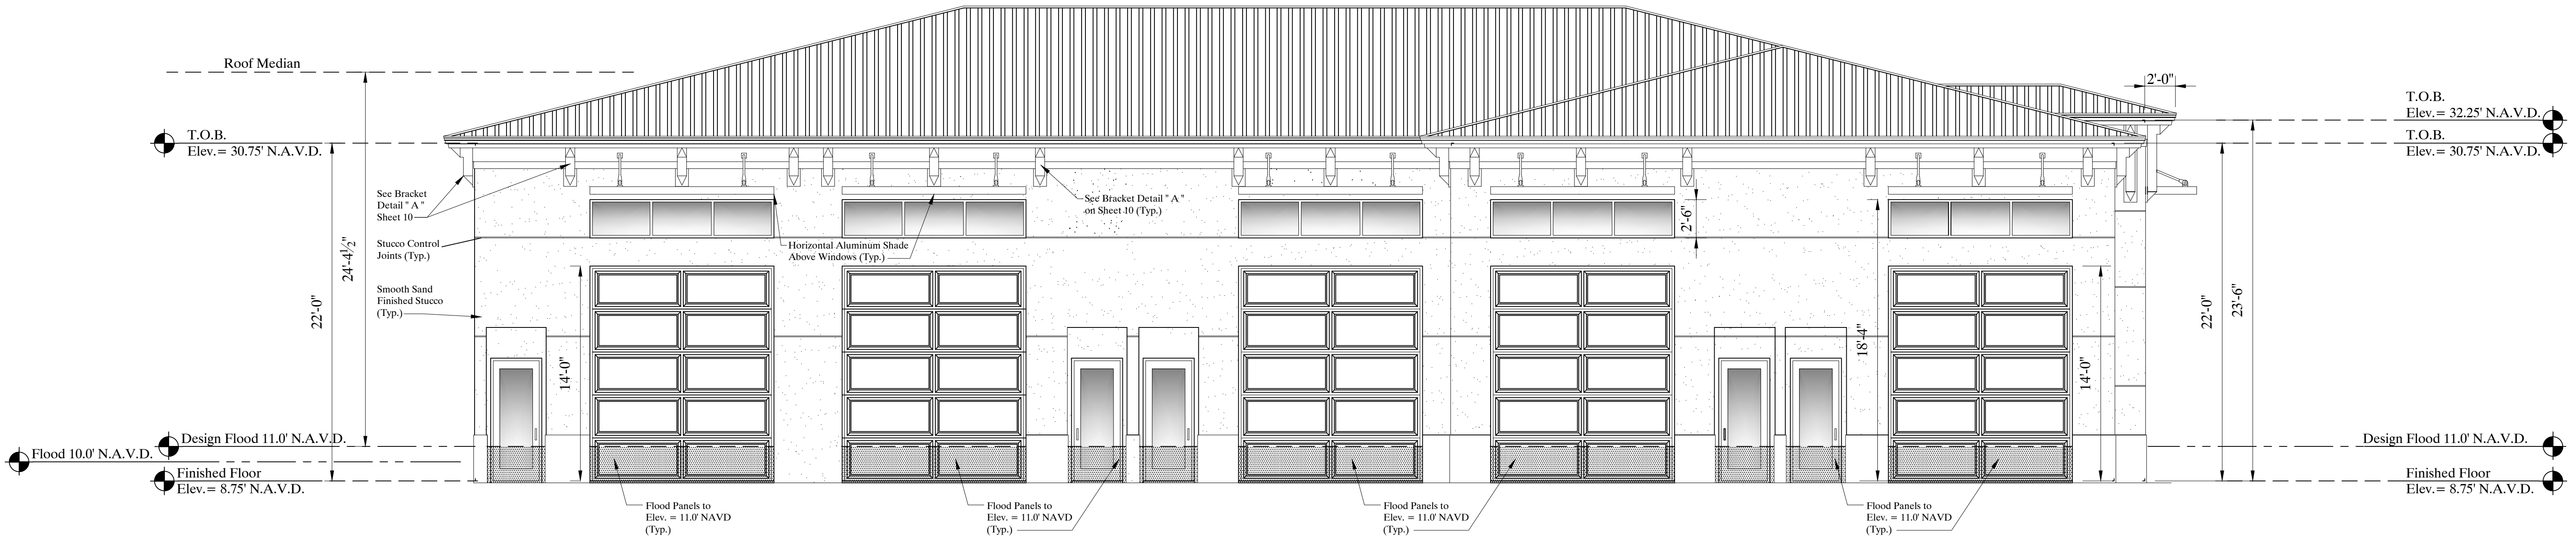 Roof Median
T.O.B.
Elev.= 30.75' N.A.V.D.
See Bracket
Detail " A "
Sheet 10
Stucco Control
Joints (Typ.)
Smooth Sand
Finished Stucco
(Typ.)
24'-4½"
22'-0"
Design Flood 11.0' N.A.V.D.
Flood 10.0' N.A.V.D.
Finished Floor
Elev.= 8.75' N.A.V.D.
14'-0"
Horizontal Aluminum Shade
Above Windows (Typ.)
See Bracket Detail " A "
on Sheet 10 (Typ.)
2'-6"
18'-4"
14'-0"
Flood Panels to
Elev. = 11.0' NAVD
(Typ.)
Flood Panels to
Elev. = 11.0' NAVD
(Typ.)
Flood Panels to
Elev. = 11.0' NAVD
(Typ.)
Flood Panels to
Elev. = 11.0' NAVD
(Typ.)
2'-0"
T.O.B.
Elev.= 32.25' N.A.V.D.
T.O.B.
Elev.= 30.75' N.A.V.D.
22'-0"
23'-6"
Design Flood 11.0' N.A.V.D.
Finished Floor
Elev.= 8.75' N.A.V.D.